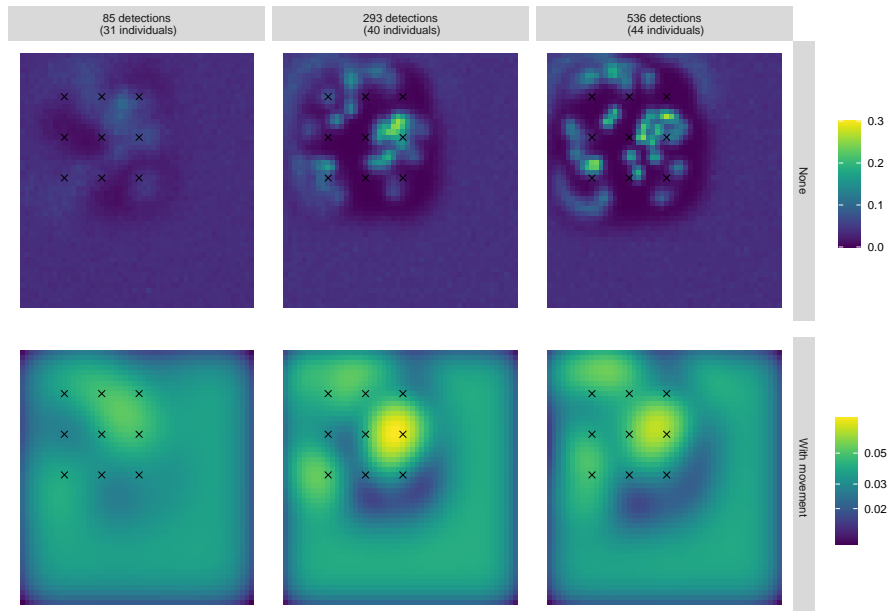 85 detections
(31 individuals)
293 detections
(40 individuals)
536 detections
(44 individuals)
None
0.3
0.2
0.1
0.0
With movement
0.05
0.03
0.02